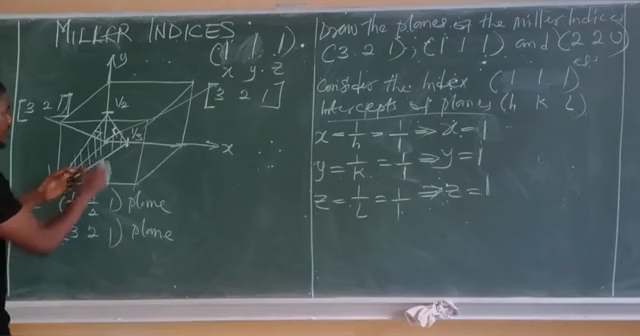 MILLER INDICES.
(1 1 1).
x y z
y
[3 2 1]
1/2
[3 2 1]
1/3
x
1) plane
3 2 1) plane
Draw the planes of the miller Indices
(3 2 1); (1 1 1) and (2 2 0)
Consider the Index (1 1 1)
Intercepts of planes (h k l)
x = 1/h = 1/1 ⇒ x = 1
y = 1/k = 1/1 ⇒ y = 1
z = 1/L = 1/1 ⇒ z = 1